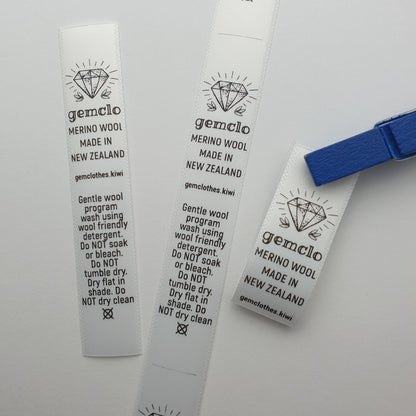 gemclo
MERINO WOOL
MADE IN
NEW ZEALAND
gemclothes.kiwi
Gentle wool
program
wash using
wool friendly
detergent.
Do NOT soak
or bleach.
Do NOT
tumble dry.
Dry flat in
shade. Do
NOT dry clean
gemclo
MERINO WOOL
MADE IN
NEW ZEALAND
gemclothes.kiwi
Gentle wool
program
wash using
wool friendly
detergent.
Do NOT soak
or bleach.
Do NOT
tumble dry.
Dry flat in
shade. Do
NOT dry clean
gemclo
MERINO WOOL
MADE IN
NEW ZEALAND
gemclothes.kiwi